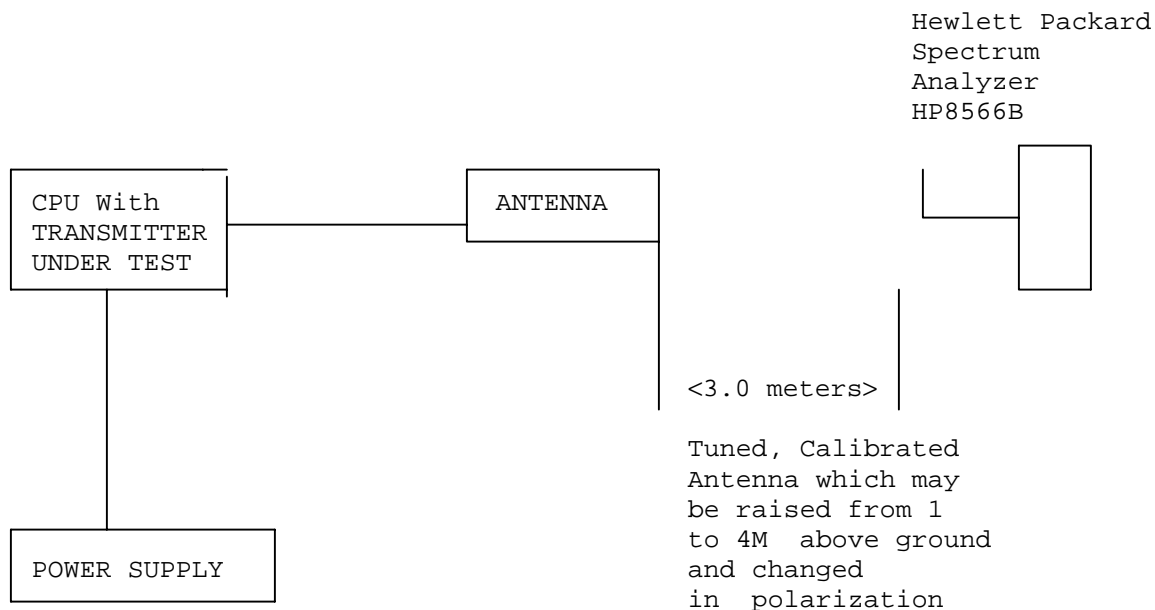 Hewlett Packard
Spectrum
Analyzer
HP8566B
CPU With
TRANSMITTER
UNDER TEST
ANTENNA
<3.0 meters>
Tuned, Calibrated
Antenna which may
be raised from 1
to 4M  above ground
and changed
in  polarization
POWER SUPPLY